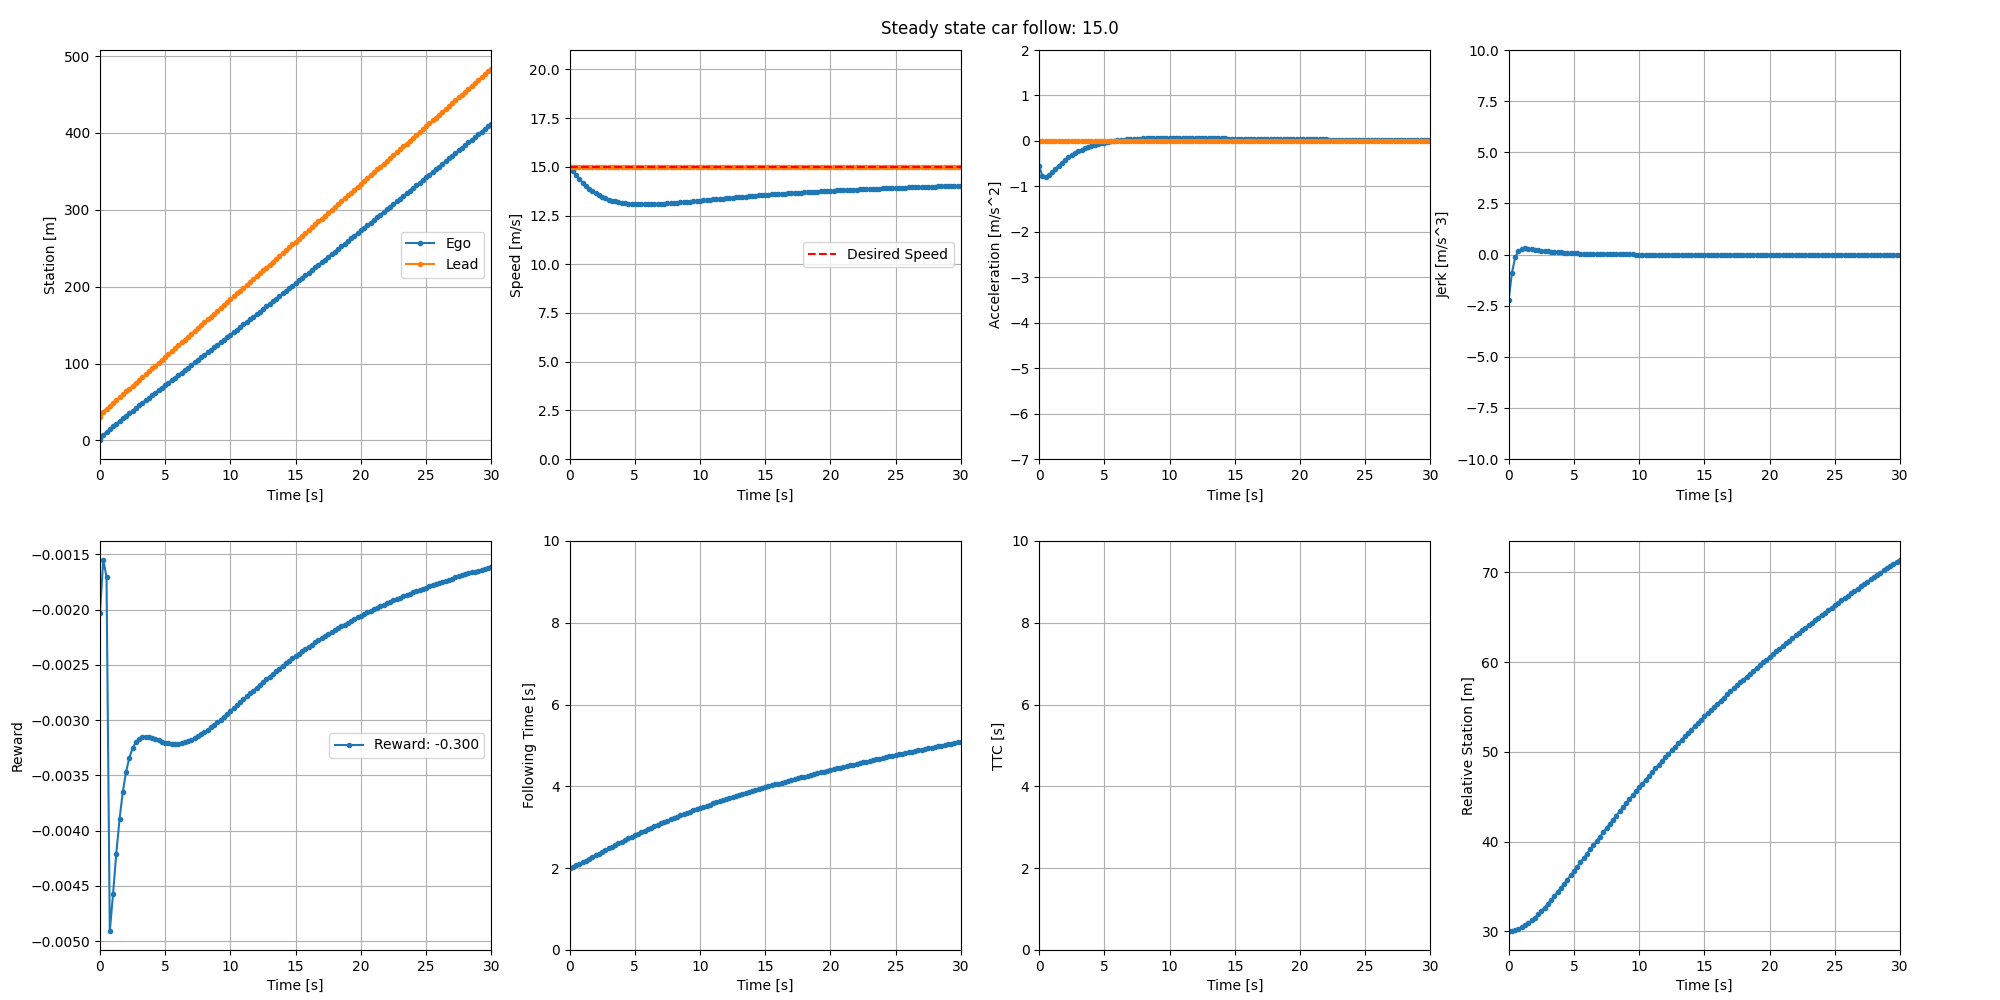 Steady state car follow: 15.0
Station [m]
500
400
300
200
100
0
Ego
Lead
0 5 10 15 20 25 30
Time [s]
Speed [m/s]
20.0
17.5
15.0
12.5
10.0
7.5
5.0
2.5
0.0
Desired Speed
0 5 10 15 20 25 30
Time [s]
Acceleration [m/s^2]
2
1
0
−1
−2
−3
−4
−5
−6
−7
0 5 10 15 20 25 30
Time [s]
Jerk [m/s^3]
10.0
7.5
5.0
2.5
0.0
−2.5
−5.0
−7.5
−10.0
0 5 10 15 20 25 30
Time [s]
Reward
−0.0015
−0.0020
−0.0025
−0.0030
−0.0035
−0.0040
−0.0045
−0.0050
Reward: -0.300
0 5 10 15 20 25 30
Time [s]
Following Time [s]
10
8
6
4
2
0
0 5 10 15 20 25 30
Time [s]
TTC [s]
10
8
6
4
2
0
0 5 10 15 20 25 30
Time [s]
Relative Station [m]
70
60
50
40
30
0 5 10 15 20 25 30
Time [s]